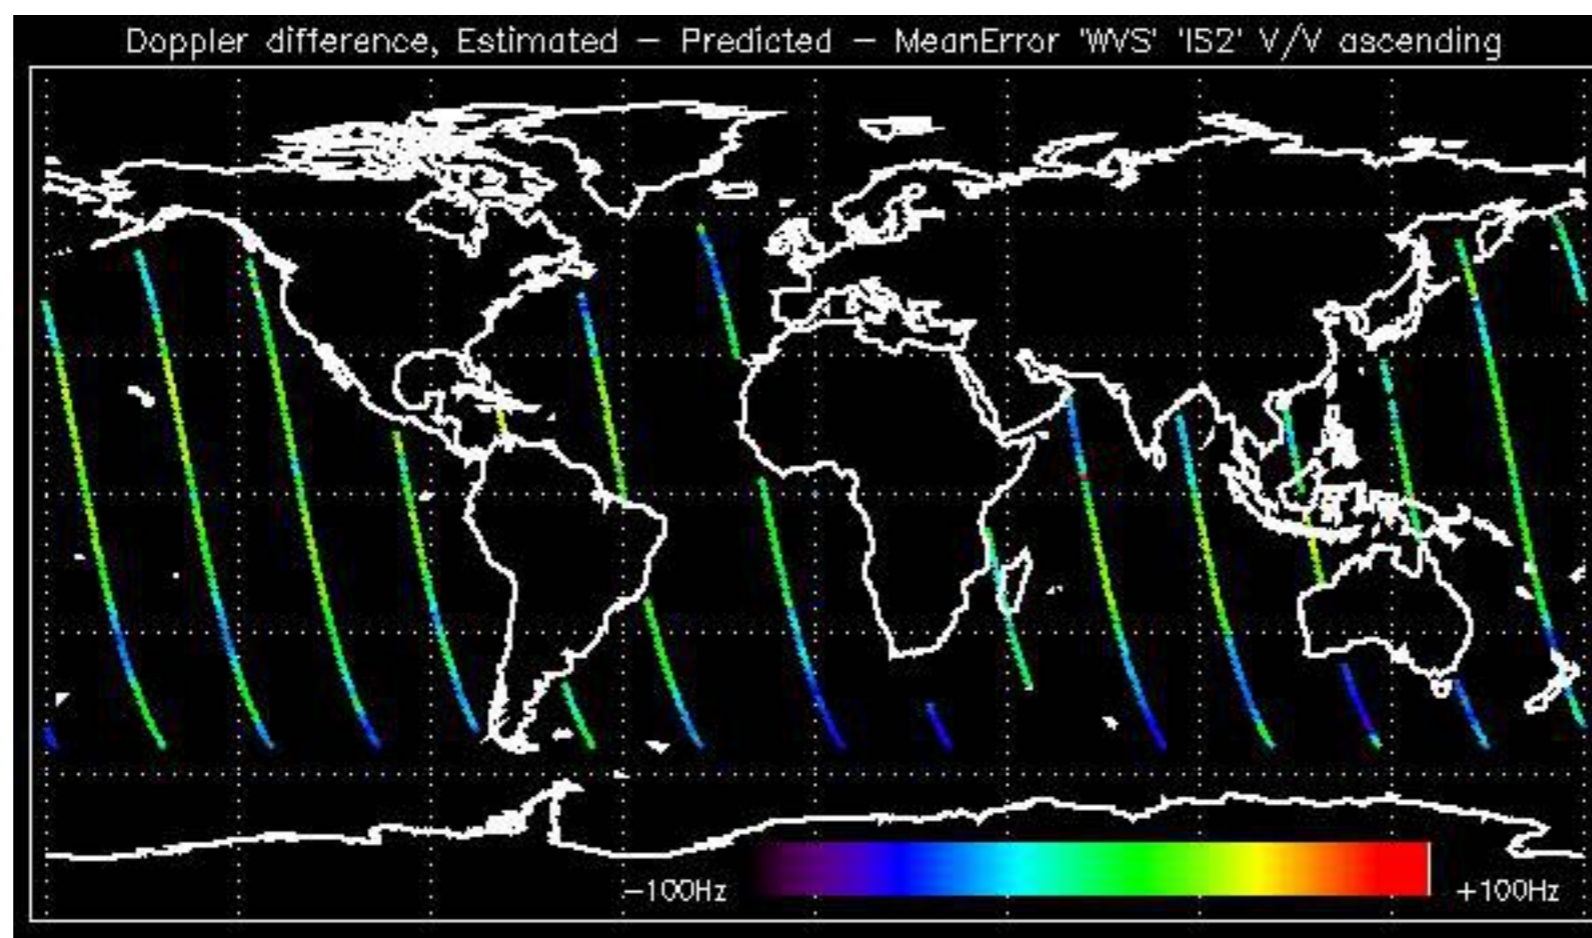 Doppler difference, Estimated – Predicted – MeanError 'WVS' 'IS2' V/V ascending
–100Hz +100Hz